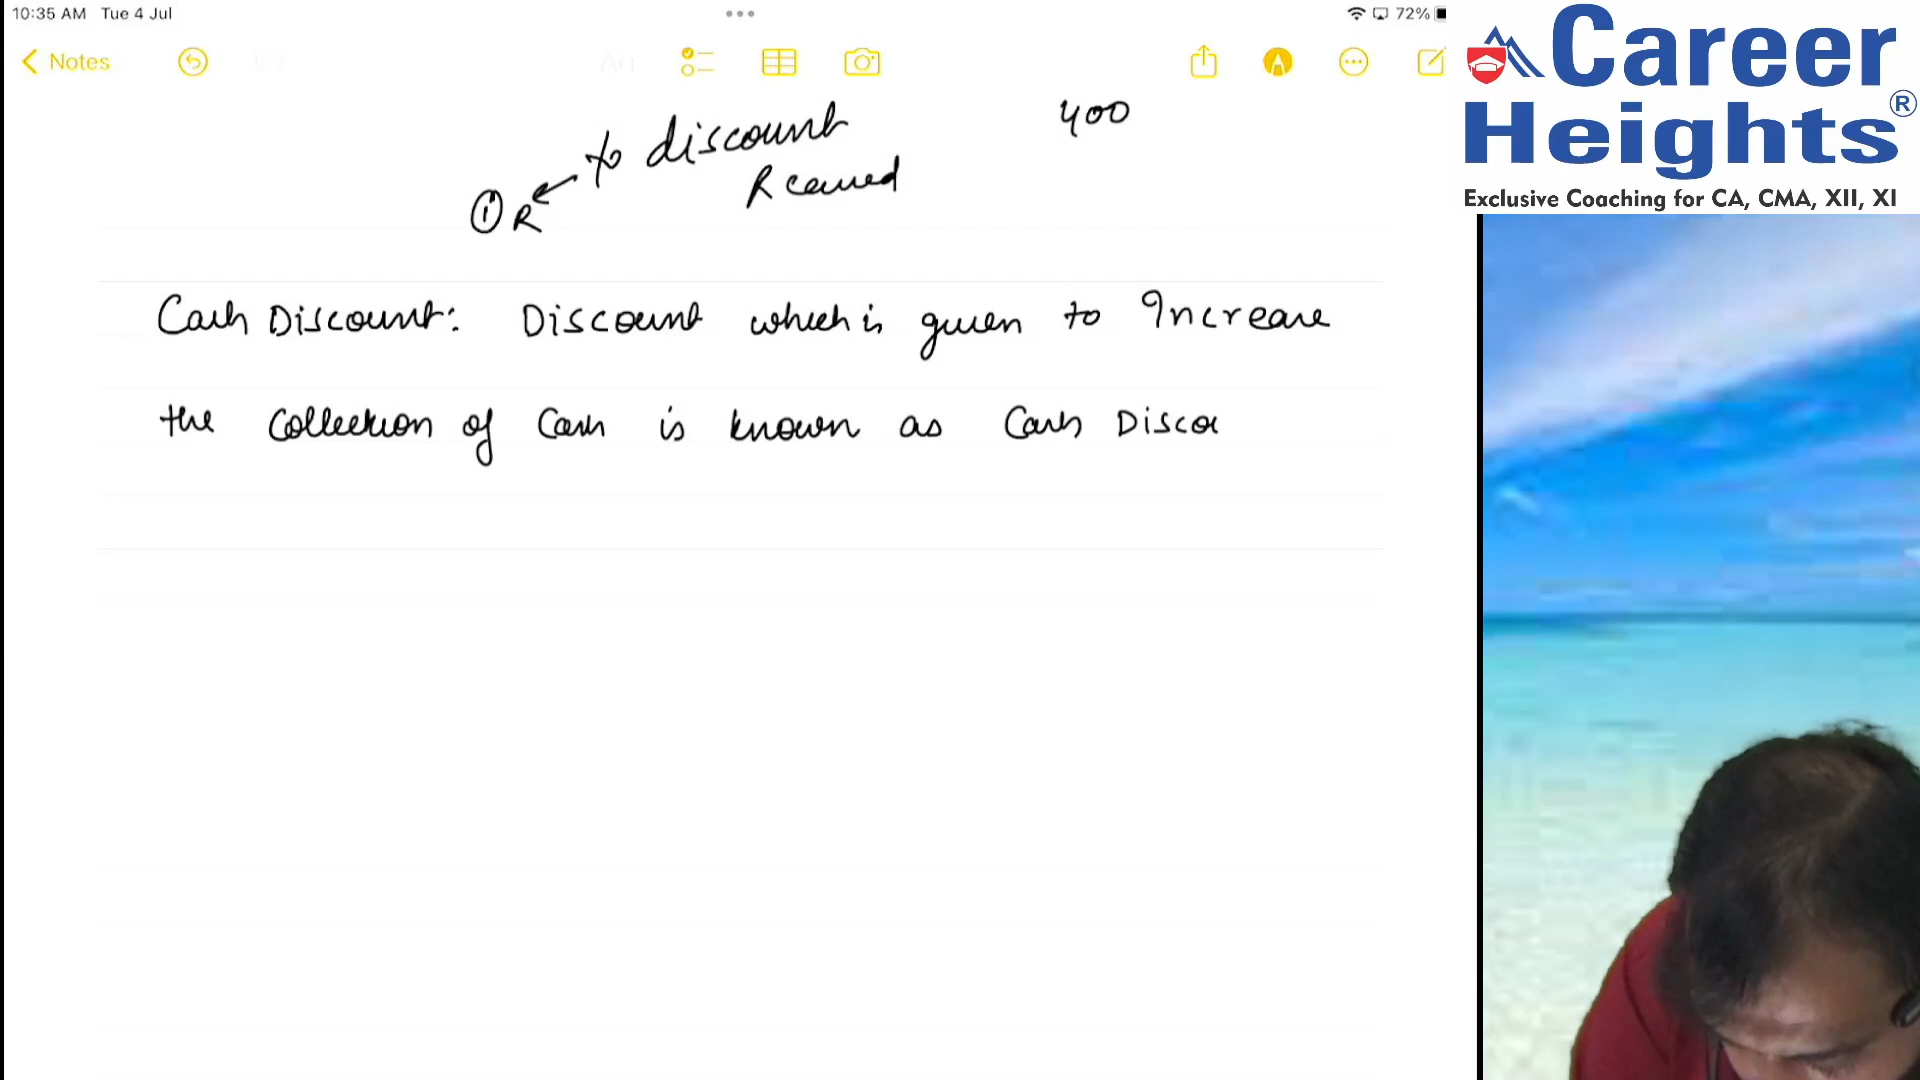 10:35 AM Tue 4 Jul
72%
Notes
Aa
Career
Heights®
Exclusive Coaching for CA, CMA, XII, XI
to discount 400
① R Received
Cash Discount: Discount which is given to Increase
the Collection of Cash is known as Cash Discou